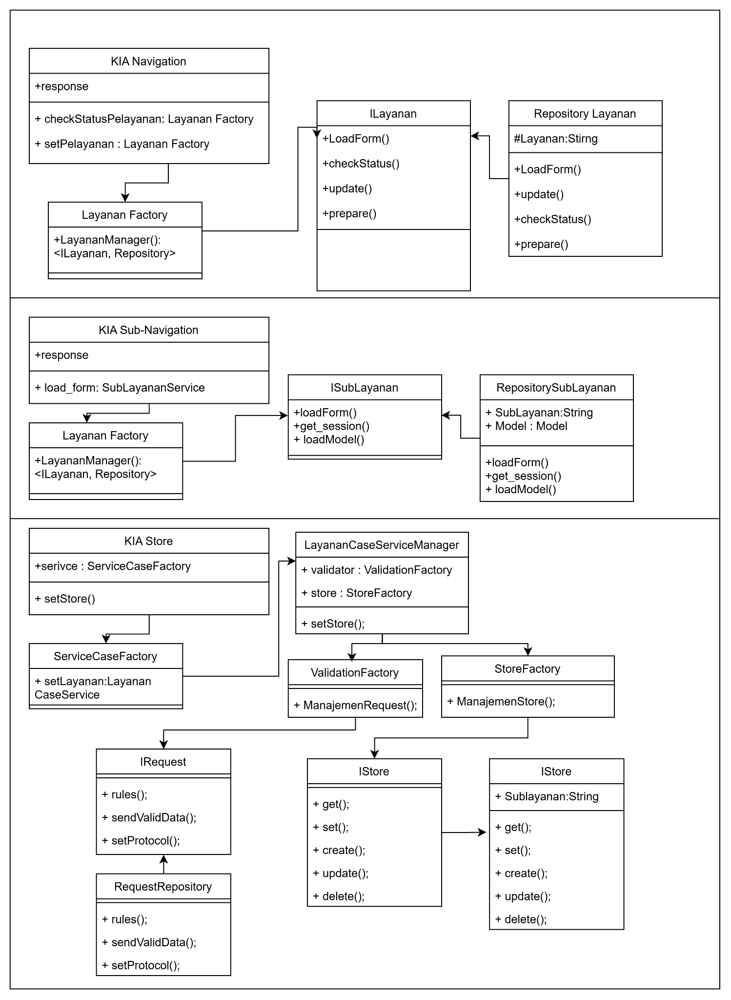 KIA Navigation
+response
+ checkStatusPelayanan: Layanan Factory
+ setPelayanan : Layanan Factory
Layanan Factory
+LayananManager():
<ILayanan, Repository>
ILayanan
+LoadForm()
+checkStatus()
+update()
+prepare()
Repository Layanan
#Layanan:Stirng
+LoadForm()
+update()
+checkStatus()
+prepare()
KIA Sub-Navigation
+response
+ load_form: SubLayananService
Layanan Factory
+LayananManager():
<ILayanan, Repository>
ISubLayanan
+loadForm()
+get_session()
+ loadModel()
RepositorySubLayanan
+ SubLayanan:String
+ Model : Model
+loadForm()
+get_session()
+ loadModel()
KIA Store
+serivce : ServiceCaseFactory
+ setStore()
ServiceCaseFactory
+ setLayanan:Layanan
CaseService
LayananCaseServiceManager
+ validator : ValidationFactory
+ store : StoreFactory
+ setStore();
ValidationFactory
+ ManajemenRequest();
StoreFactory
+ ManajemenStore();
IRequest
+ rules();
+ sendValidData();
+ setProtocol();
RequestRepository
+ rules();
+ sendValidData();
+ setProtocol();
IStore
+ get();
+ set();
+ create();
+ update();
+ delete();
IStore
+ Sublayanan:String
+ get();
+ set();
+ create();
+ update();
+ delete();